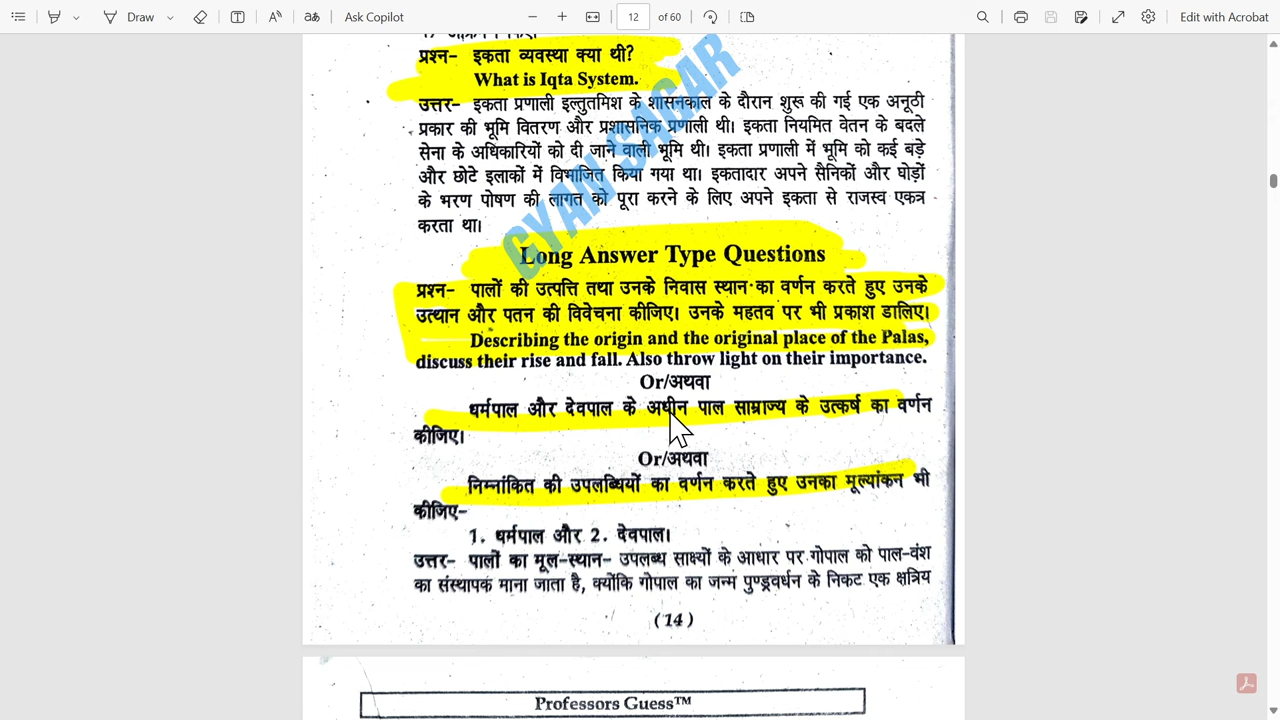 Draw
Ask Copilot
12 of 60
Edit with Acrobat
प्रश्न- इकता व्यवस्था क्या थी?
What is Iqta System.
उत्तर- इकता प्रणाली इल्तुतमिश के शासनकाल के दौरान शुरू की गई एक अनूठी
प्रकार की भूमि वितरण और प्रशासनिक प्रणाली थी। इकता नियमित वेतन के बदले
सेना के अधिकारियों को दी जाने वाली भूमि थी। इकता प्रणाली में भूमि को कई बड़े
और छोटे इलाकों में विभाजित किया गया था। इकतादार अपने सैनिकों और घोड़ों
के भरण पोषण की लागत को पूरा करने के लिए अपने इकता से राजस्व एकत्र
करता था।
GYAN SAGAR
Long Answer Type Questions
प्रश्न- पालों की उत्पत्ति तथा उनके निवास स्थान का वर्णन करते हुए उनके
उत्थान और पतन की विवेचना कीजिए। उनके महतव पर भी प्रकाश डालिए।
Describing the origin and the original place of the Palas,
discuss their rise and fall. Also throw light on their importance.
Or/अथवा
धर्मपाल और देवपाल के अधीन पाल साम्राज्य के उत्कर्ष का वर्णन
कीजिए।
Or/अथवा
निम्नांकित की उपलब्धियों का वर्णन करते हुए उनका मूल्यांकन भी
कीजिए-
1. धर्मपाल और 2. देवपाल।
उत्तर- पालों का मूल-स्थान- उपलब्ध साक्ष्यों के आधार पर गोपाल को पाल-वंश
का संस्थापक माना जाता है, क्योंकि गोपाल का जन्म पुण्ड्रवर्धन के निकट एक क्षत्रिय
(14)
Professors Guess™